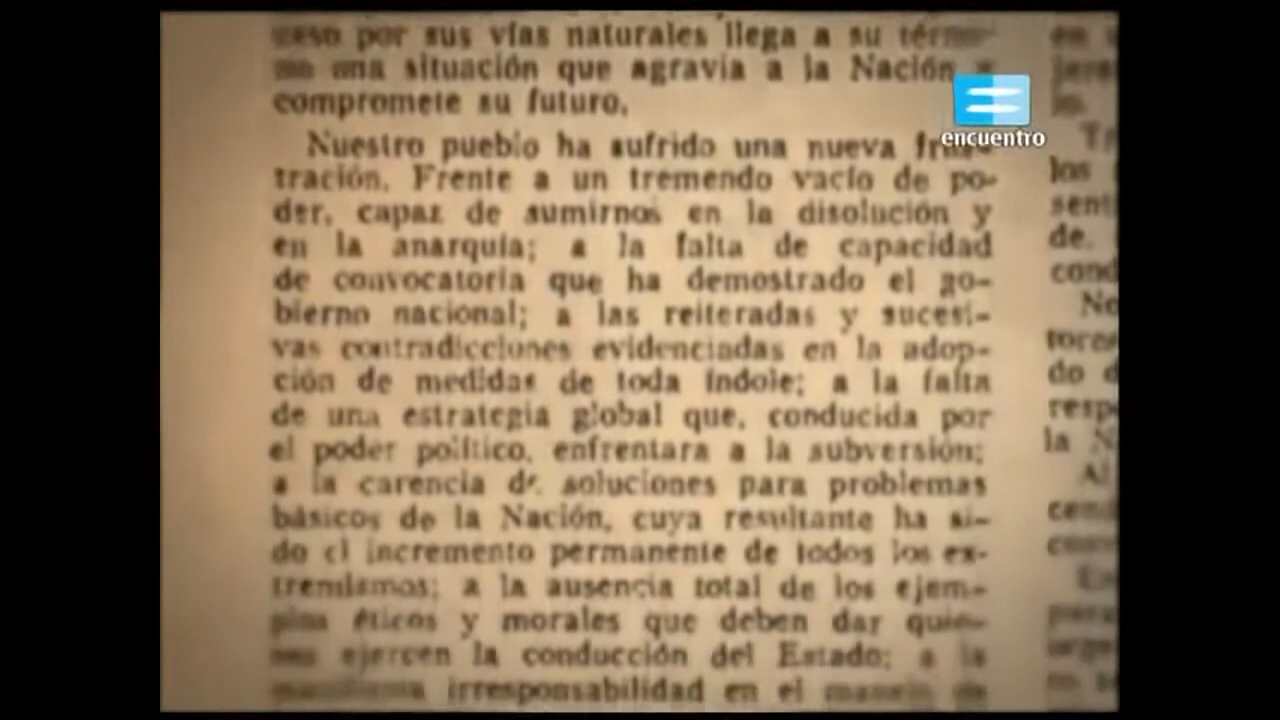 ceso por sus vías naturales llega a su térmi-
no una situación que agravia a la Nación y
compromete su futuro.
Nuestro pueblo ha sufrido una nueva frus-
tración. Frente a un tremendo vacío de po-
der, capaz de sumirnos en la disolución y
en la anarquía; a la falta de capacidad
de convocatoria que ha demostrado el go-
bierno nacional; a las reiteradas y sucesi-
vas contradicciones evidenciadas en la adop-
ción de medidas de toda índole; a la falta
de una estrategia global que, conducida por
el poder político, enfrentara a la subversión;
a la carencia de soluciones para problemas
básicos de la Nación, cuya resultante ha si-
do el incremento permanente de todos los ex-
tremismos; a la ausencia total de los ejem-
plos éticos y morales que deben dar quie-
nes ejercen la conducción del Estado; a la
manifiesta irresponsabilidad en el manejo de
encuentro
los
de.
la